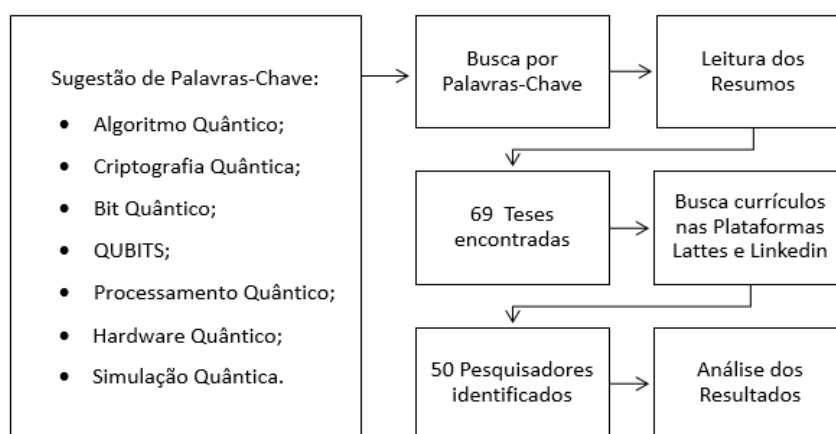 Sugestão de Palavras-Chave:
• Algoritmo Quântico;
• Criptografia Quântica;
• Bit Quântico;
• QUBITS;
• Processamento Quântico;
• Hardware Quântico;
• Simulação Quântica.
Busca por
Palavras-Chave
Leitura dos
Resumos
69 Teses
encontradas
Busca currículos
nas Plataformas
Lattes e Linkedin
50 Pesquisadores
identificados
Análise dos
Resultados